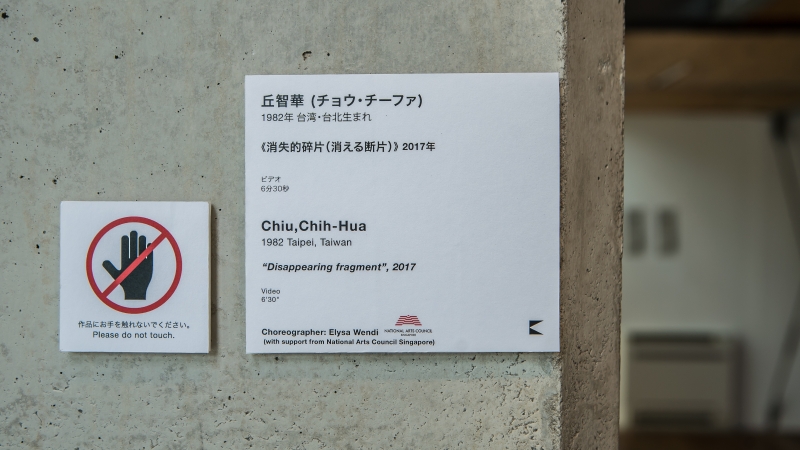 丘智華 (チョウ・チーファ)
1982年 台湾・台北生まれ
《消失的碎片(消える断片)》 2017年
ビデオ
6分30秒
Chiu,Chih-Hua
1982 Taipei, Taiwan
“Disappearing fragment”, 2017
Video
6'30"
Choreographer: Elysa Wendi
NATIONAL ARTS COUNCIL
SINGAPORE
(with support from National Arts Council Singapore)
作品にお手を触れないでください。
Please do not touch.